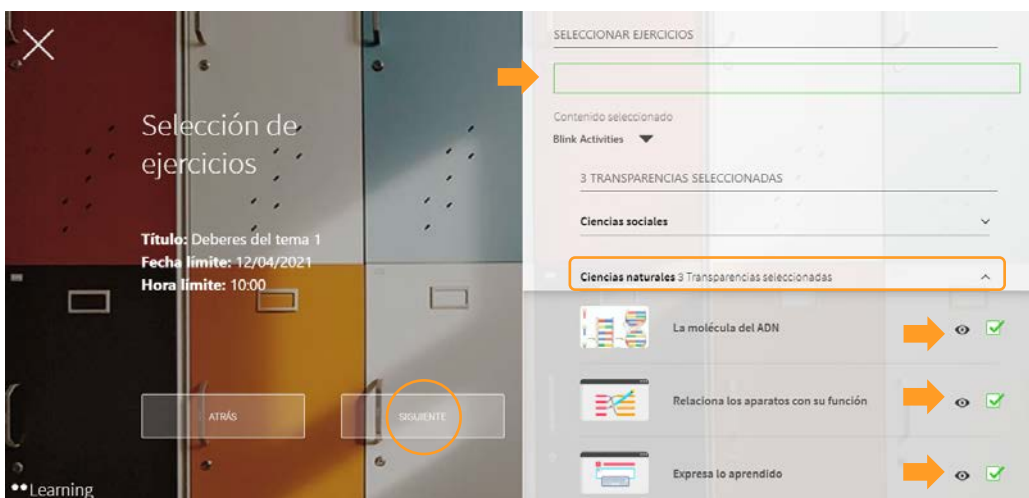 Selección de
ejercicios
Título: Deberes del tema 1
Fecha límite: 12/04/2021
Hora límite: 10:00
ATRÁS
SIGUIENTE
Learning
SELECCIONAR EJERCICIOS
Contenido seleccionado
Blink Activities
3 TRANSPARENCIAS SELECCIONADAS
Ciencias sociales
Ciencias naturales 3 Transparencias seleccionadas
La molécula del ADN
Relaciona los aparatos con su función
Expresa lo aprendido